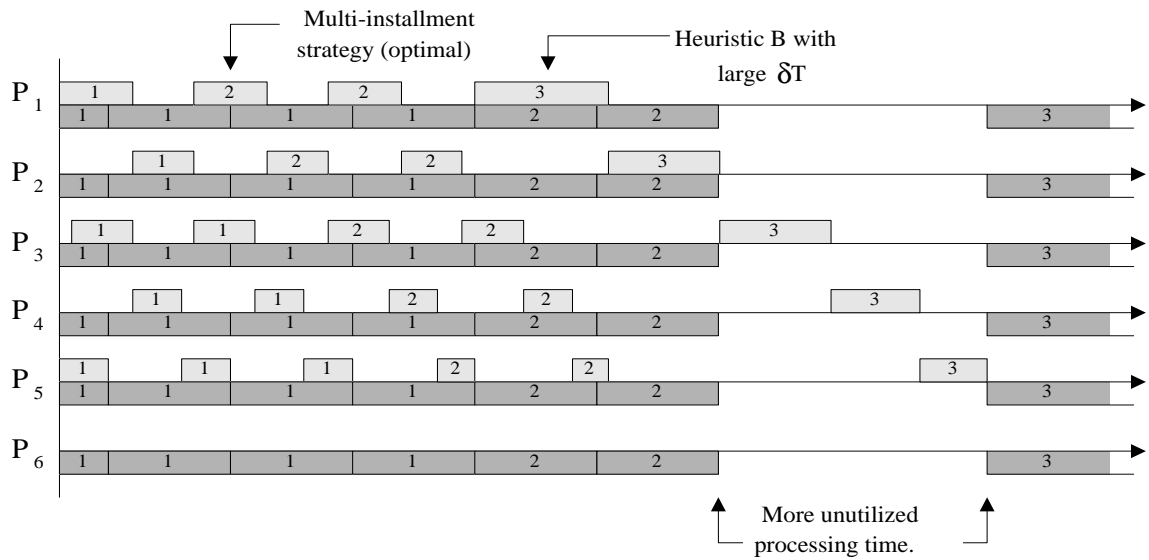 Multi-installment
strategy (optimal)
Heuristic B with
large δT
P 1
1 2 2 3
1 1 1 1 2 2 3
P 2
1 2 2 3
1 1 1 1 2 2 3
P 3
1 1 2 2 3
1 1 1 1 2 2 3
P 4
1 1 2 2 3
1 1 1 1 2 2 3
P 5
1 1 1 2 2 3
1 1 1 1 2 2 3
P 6
1 1 1 1 2 2 3
More unutilized
processing time.